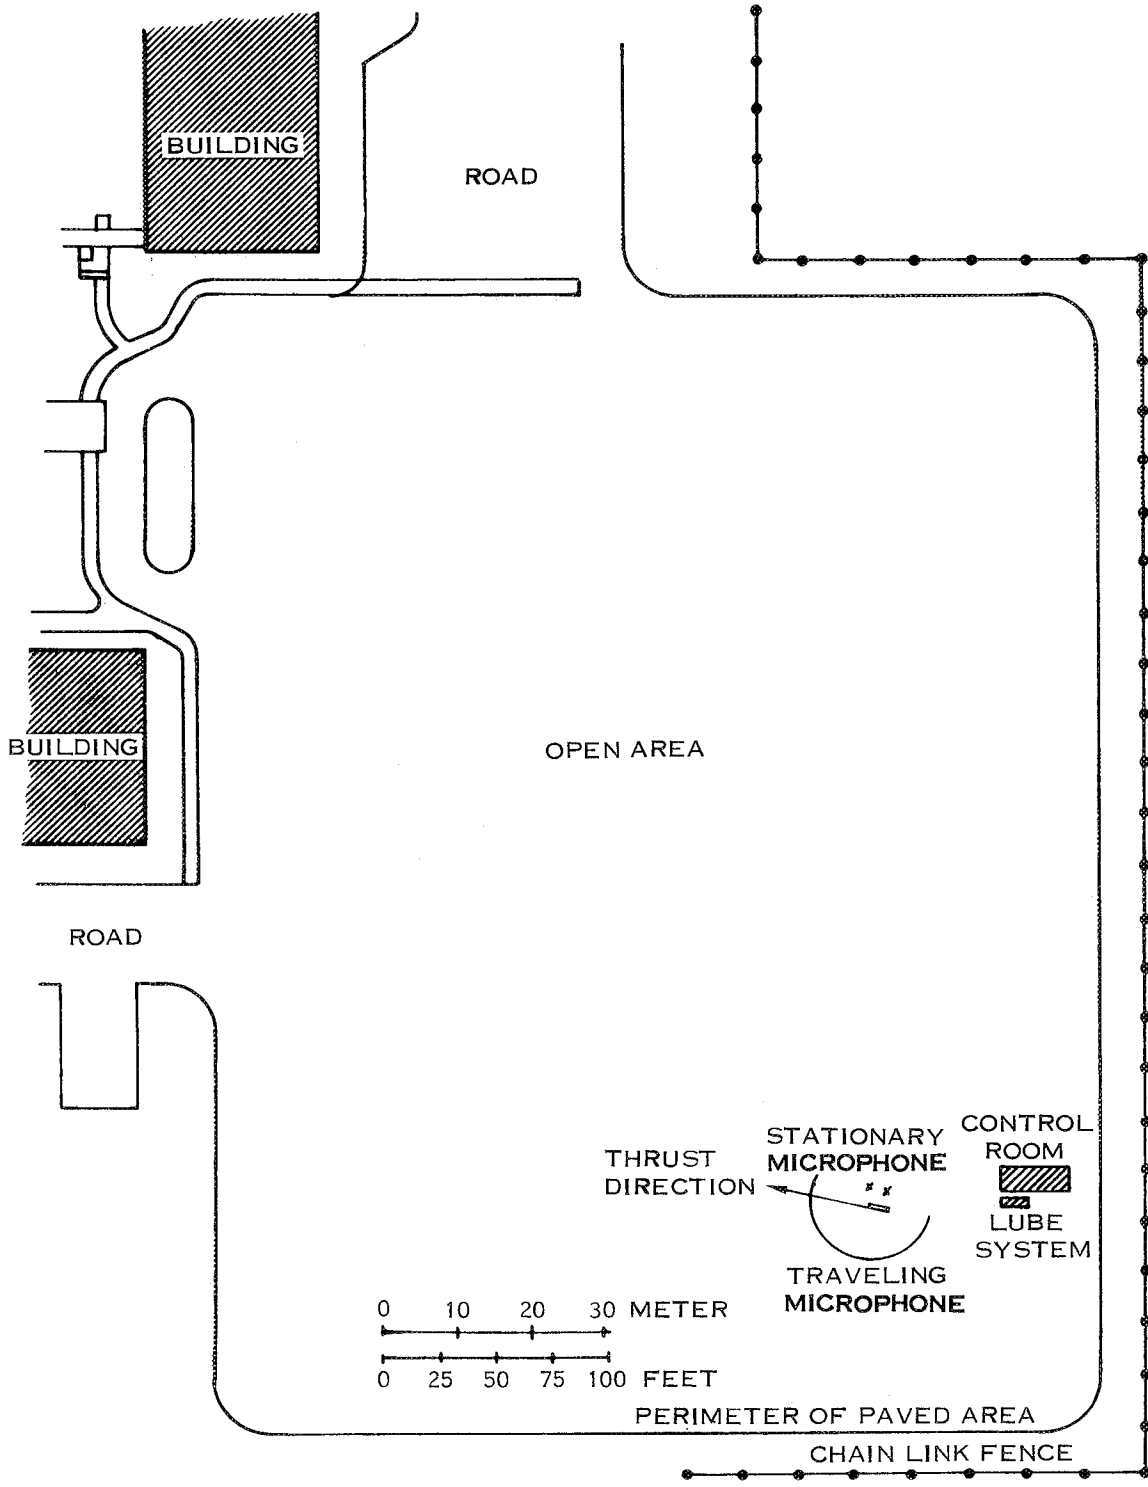 BUILDING
ROAD
BUILDING
OPEN AREA
ROAD
CONTROL
ROOM
STATIONARY
MICROPHONE
THRUST
DIRECTION
LUBE
SYSTEM
TRAVELING
MICROPHONE
0 10 20 30 METER
0 25 50 75 100 FEET
PERIMETER OF PAVED AREA
CHAIN LINK FENCE